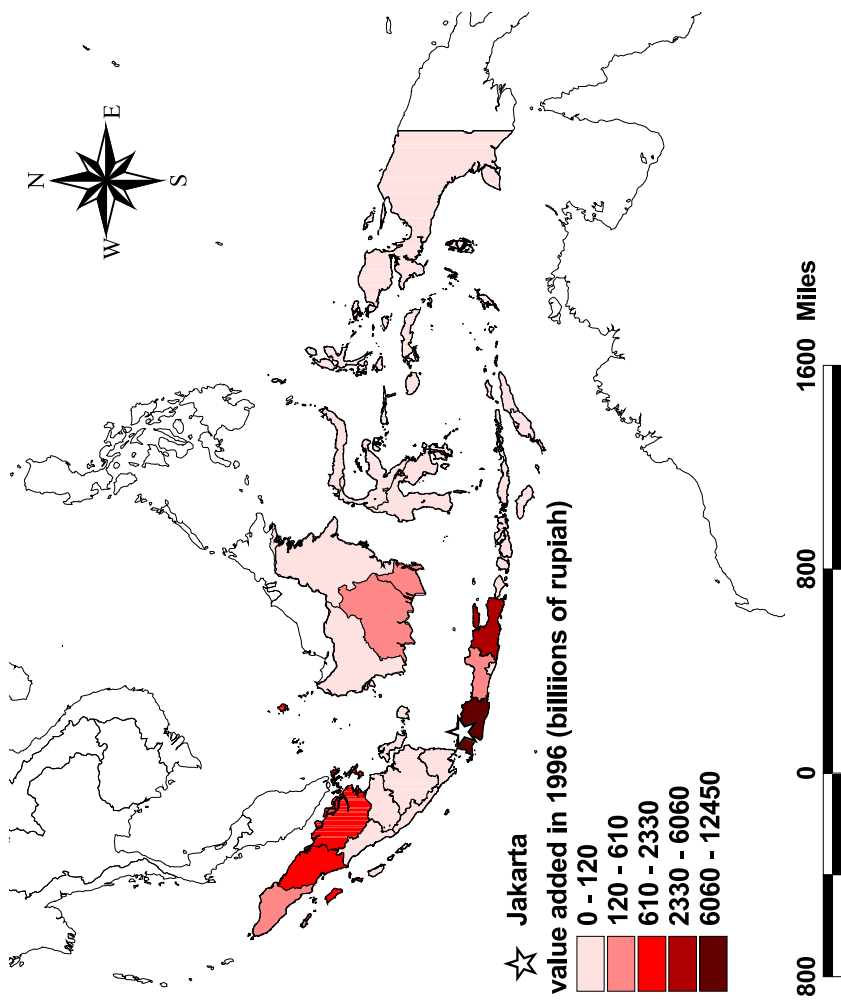 N
W
E
S
Jakarta
value added in 1996 (billiions of rupiah)
0 - 120
120 - 610
610 - 2330
2330 - 6060
6060 - 12450
800 0 800 1600 Miles